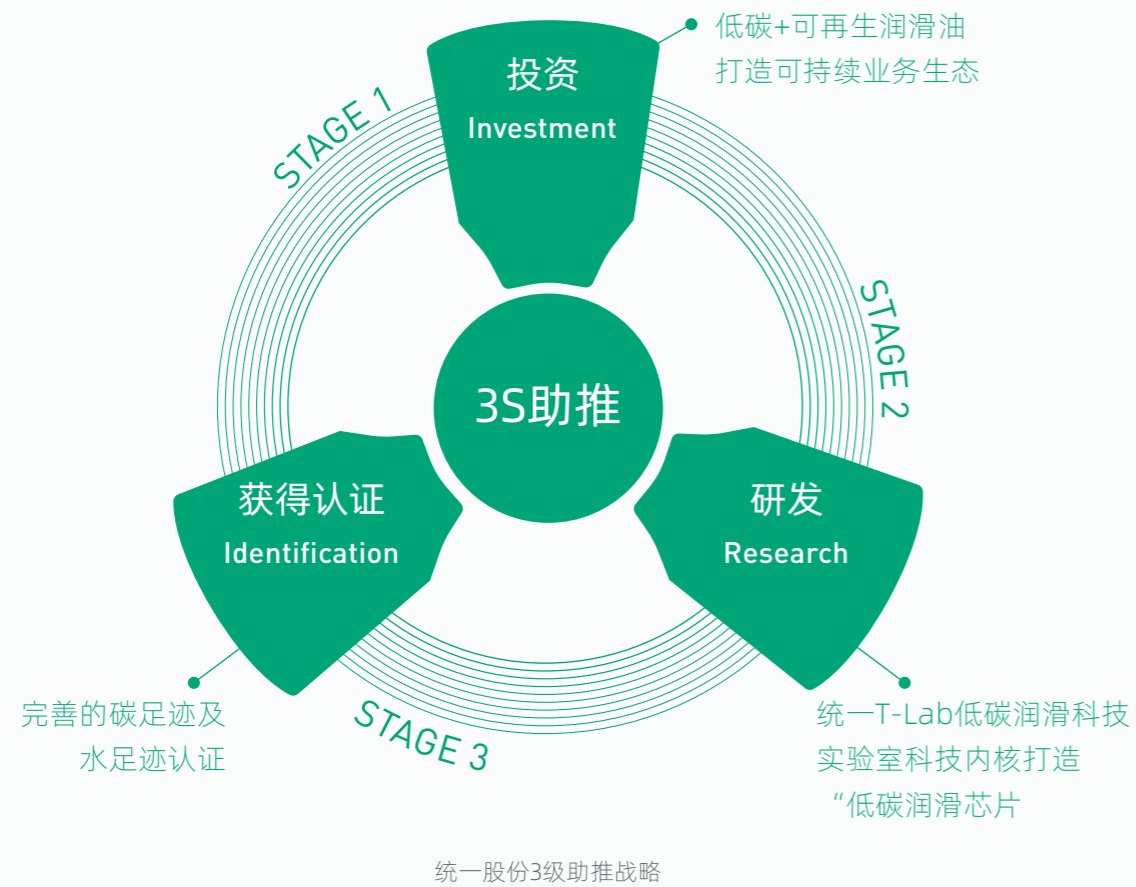 低碳+可再生润滑油
打造可持续业务生态
投资
Investment
STAGE 1
STAGE 2
3S助推
获得认证
Identification
研发
Research
完善的碳足迹及
水足迹认证
STAGE 3
统一T-Lab低碳润滑科技
实验室科技内核打造
“低碳润滑芯片
统一股份3级助推战略